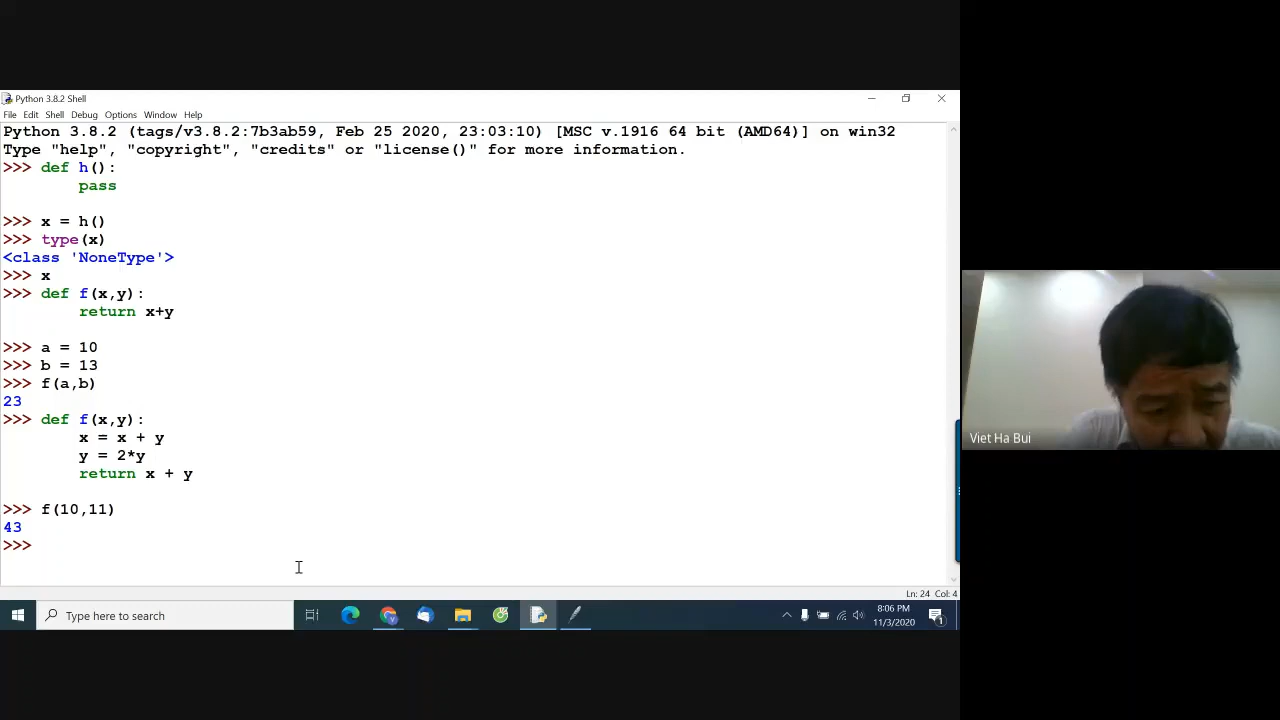 Python 3.8.2 Shell
File Edit Shell Debug Options Window Help
Python 3.8.2 (tags/v3.8.2:7b3ab59, Feb 25 2020, 23:03:10) [MSC v.1916 64 bit (AMD64)] on win32
Type "help", "copyright", "credits" or "license()" for more information.
>>> def h():
        pass
>>> x = h()
>>> type(x)
<class 'NoneType'>
>>> x
>>> def f(x,y):
        return x+y
>>> a = 10
>>> b = 13
>>> f(a,b)
23
>>> def f(x,y):
        x = x + y
        y = 2*y
        return x + y
>>> f(10,11)
43
>>>
Ln: 24 Col: 4
Type here to search
8:06 PM
11/3/2020
1
Viet Ha Bui